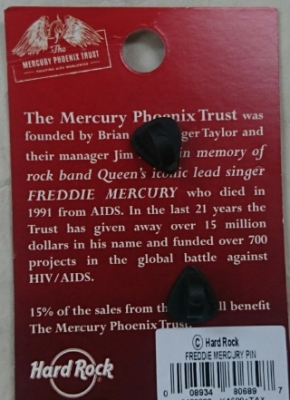 The
MERCURY PHOENIX TRUST
FIGHTING AIDS WORLDWIDE
The Mercury Phoenix Trust was
founded by Brian ger Taylor and
their manager Jim in memory of
rock band Queen's iconic lead singer
FREDDIE MERCURY who died in
1991 from AIDS. In the last 21 years the
Trust has given away over 15 million
dollars in his name and funded over 700
projects in the global battle against
HIV/AIDS.
15% of the sales from th ll benefit
The Mercury Phoenix Trust.
Hard Rock
© Hard Rock
FREDDIE MERCURY PIN
0 08934 80689 7